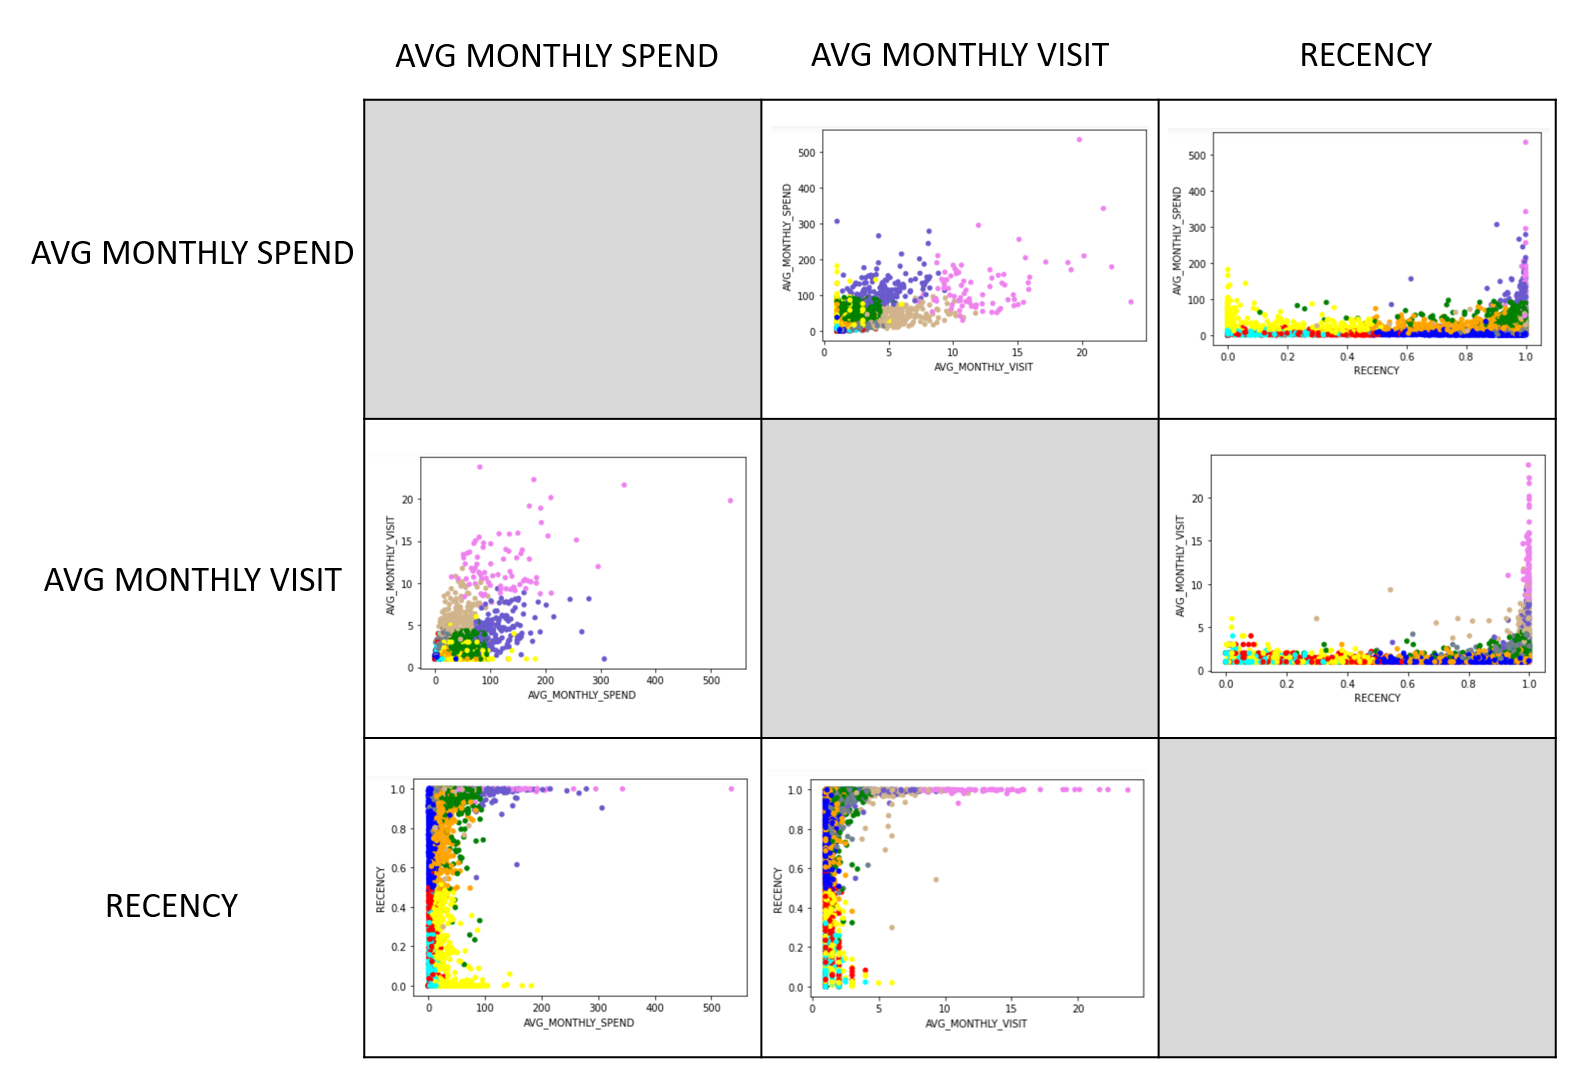 AVG MONTHLY SPEND AVG MONTHLY VISIT RECENCY
AVG MONTHLY SPEND
500
400
300
200
100
0
AVG_MONTHLY_SPEND
0 5 10 15 20
AVG_MONTHLY_VISIT
500
400
300
200
100
0
AVG_MONTHLY_SPEND
0.0 0.2 0.4 0.6 0.8 1.0
RECENCY
AVG MONTHLY VISIT
20
15
10
5
0
AVG_MONTHLY_VISIT
0 100 200 300 400 500
AVG_MONTHLY_SPEND
20
15
10
5
0
AVG_MONTHLY_VISIT
0.0 0.2 0.4 0.6 0.8 1.0
RECENCY
RECENCY
1.0
0.8
0.6
0.4
0.2
0.0
RECENCY
0 100 200 300 400 500
AVG_MONTHLY_SPEND
1.0
0.8
0.6
0.4
0.2
0.0
RECENCY
0 5 10 15 20
AVG_MONTHLY_VISIT